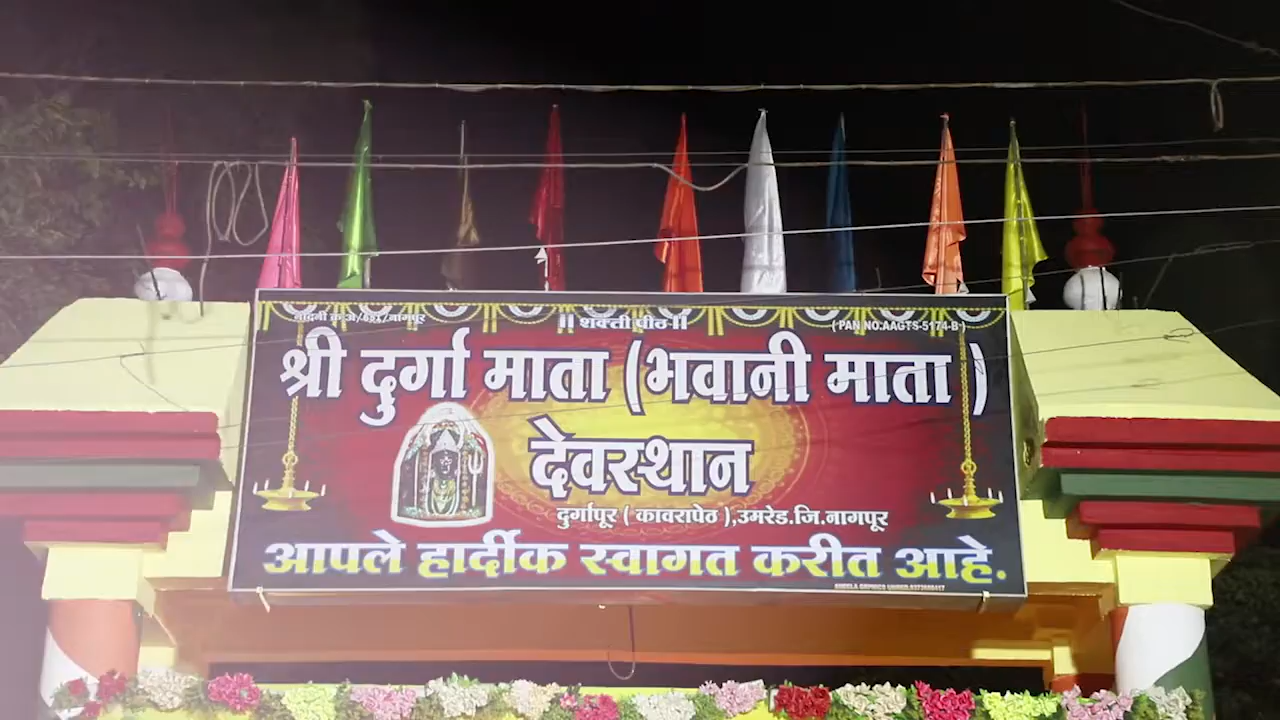 || शक्ती पीठ ||
( PAN NO.AAGTS-5174-B )
श्री दुर्गा माता (भवानी माता )
देवस्थान
दुर्गापूर ( कावरापेठ ),उमरेड.जि.नागपूर
आपले हार्दीक स्वागत करीत आहे.